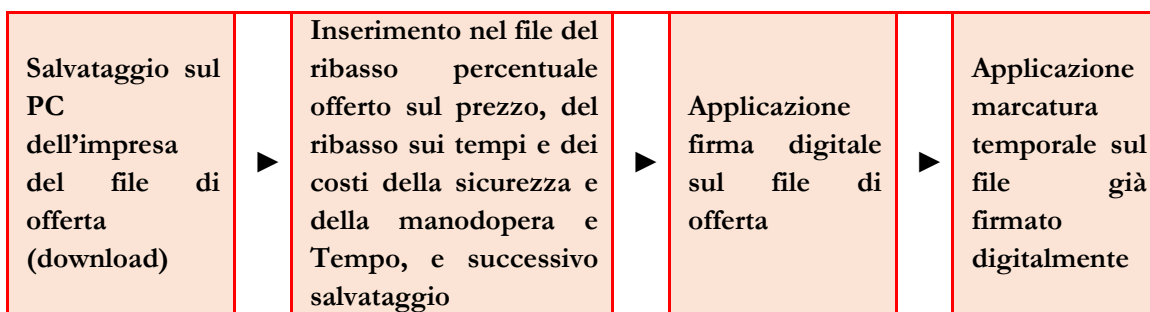 Salvataggio sul
PC
dell’impresa
del file di
offerta
(download)
►
Inserimento nel file del
ribasso percentuale
offerto sul prezzo, del
ribasso sui tempi e dei
costi della sicurezza e
della manodopera e
Tempo, e successivo
salvataggio
►
Applicazione
firma digitale
sul file di
offerta
►
Applicazione
marcatura
temporale sul
file già
firmato
digitalmente